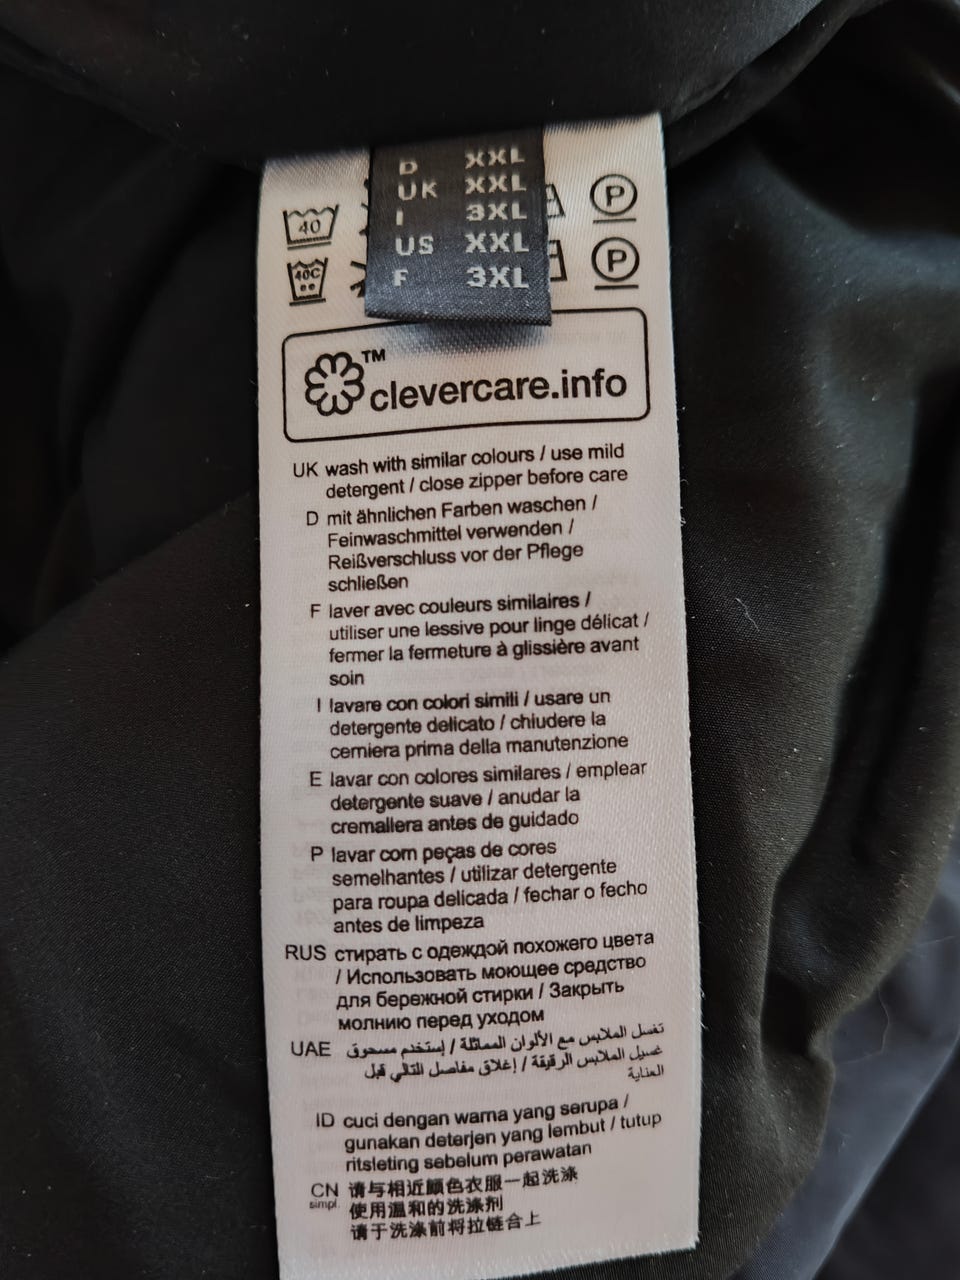 D XXL
UK XXL
I 3XL
US XXL
F 3XL
40 P
40C P
™
clevercare.info
UK wash with similar colours / use mild
detergent / close zipper before care
D mit ähnlichen Farben waschen /
Feinwaschmittel verwenden /
Reißverschluss vor der Pflege
schließen
F laver avec couleurs similaires /
utiliser une lessive pour linge délicat /
fermer la fermeture à glissière avant
soin
I lavare con colori simili / usare un
detergente delicato / chiudere la
cerniera prima della manutenzione
E lavar con colores similares / emplear
detergente suave / anudar la
cremallera antes de guidado
P lavar com peças de cores
semelhantes / utilizar detergente
para roupa delicada / fechar o fecho
antes de limpeza
RUS стирать с одеждой похожего цвета
/ Использовать моющее средство
для бережной стирки / Закрыть
молнию перед уходом
UAE تغسل الملابس مع الألوان المماثلة / إستخدم مسحوق
غسيل الملابس الرقيقة / إغلاق مفاصل التالي قبل
العناية
ID cuci dengan warna yang serupa /
gunakan deterjen yang lembut / tutup
ritsleting sebelum perawatan
CN 请与相近颜色衣服一起洗涤
simpl. 使用温和的洗涤剂
请于洗涤前将拉链合上